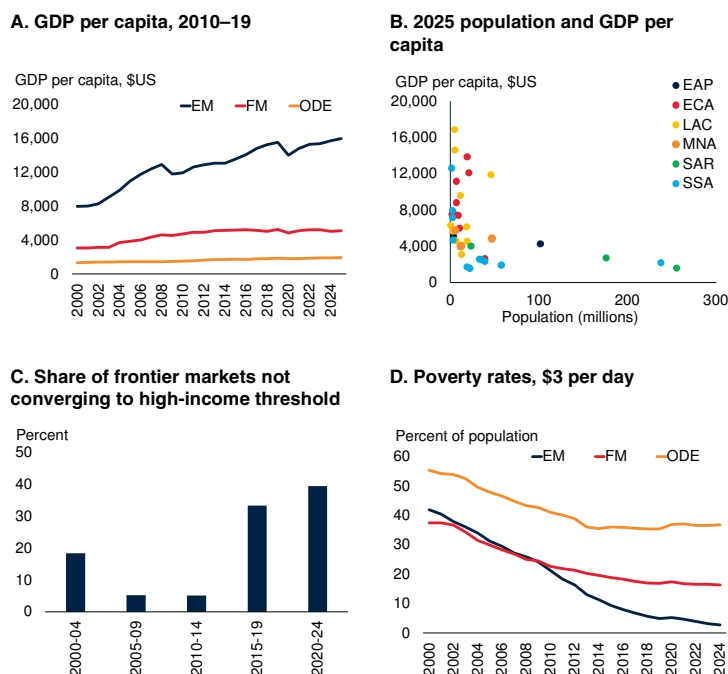 A. GDP per capita, 2010–19
GDP per capita, $US
20,000
16,000
12,000
8,000
4,000
0
EM
FM
ODE
2000
2002
2004
2006
2008
2010
2012
2014
2016
2018
2020
2022
2024
B. 2025 population and GDP per
capita
GDP per capita, $US
20,000
16,000
12,000
8,000
4,000
0
EAP
ECA
LAC
MNA
SAR
SSA
0
100
200
300
Population (millions)
C. Share of frontier markets not
converging to high-income threshold
Percent
50
40
30
20
10
0
2000-04
2005-09
2010-14
2015-19
2020-24
D. Poverty rates, $3 per day
Percent of population
60
50
40
30
20
10
0
EM
FM
ODE
2000
2002
2004
2006
2008
2010
2012
2014
2016
2018
2020
2022
2024